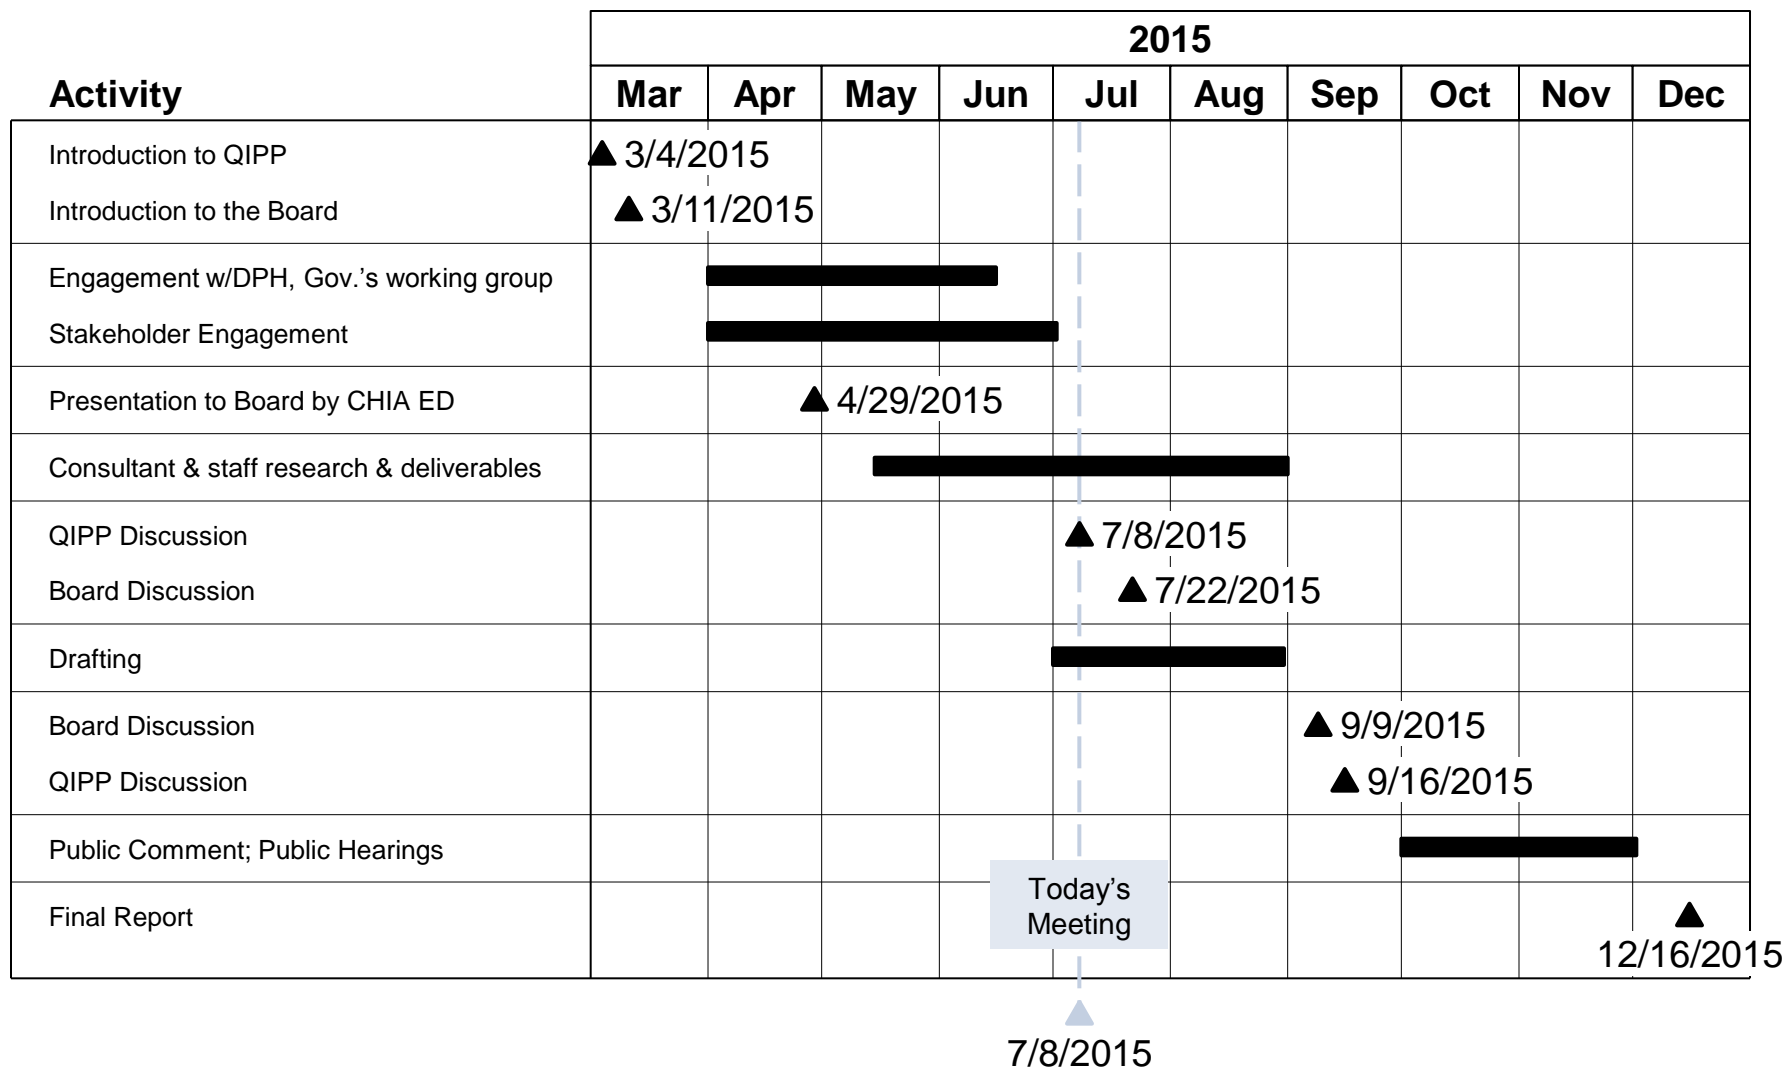 2015
Activity Mar Apr May Jun Jul Aug Sep Oct Nov Dec
Introduction to QIPP 3/4/2015
Introduction to the Board 3/11/2015
Engagement w/DPH, Gov.’s working group
Stakeholder Engagement
Presentation to Board by CHIA ED 4/29/2015
Consultant & staff research & deliverables
QIPP Discussion 7/8/2015
Board Discussion 7/22/2015
Drafting
Board Discussion 9/9/2015
QIPP Discussion 9/16/2015
Public Comment; Public Hearings
Final Report
Today’s
Meeting
12/16/2015
7/8/2015